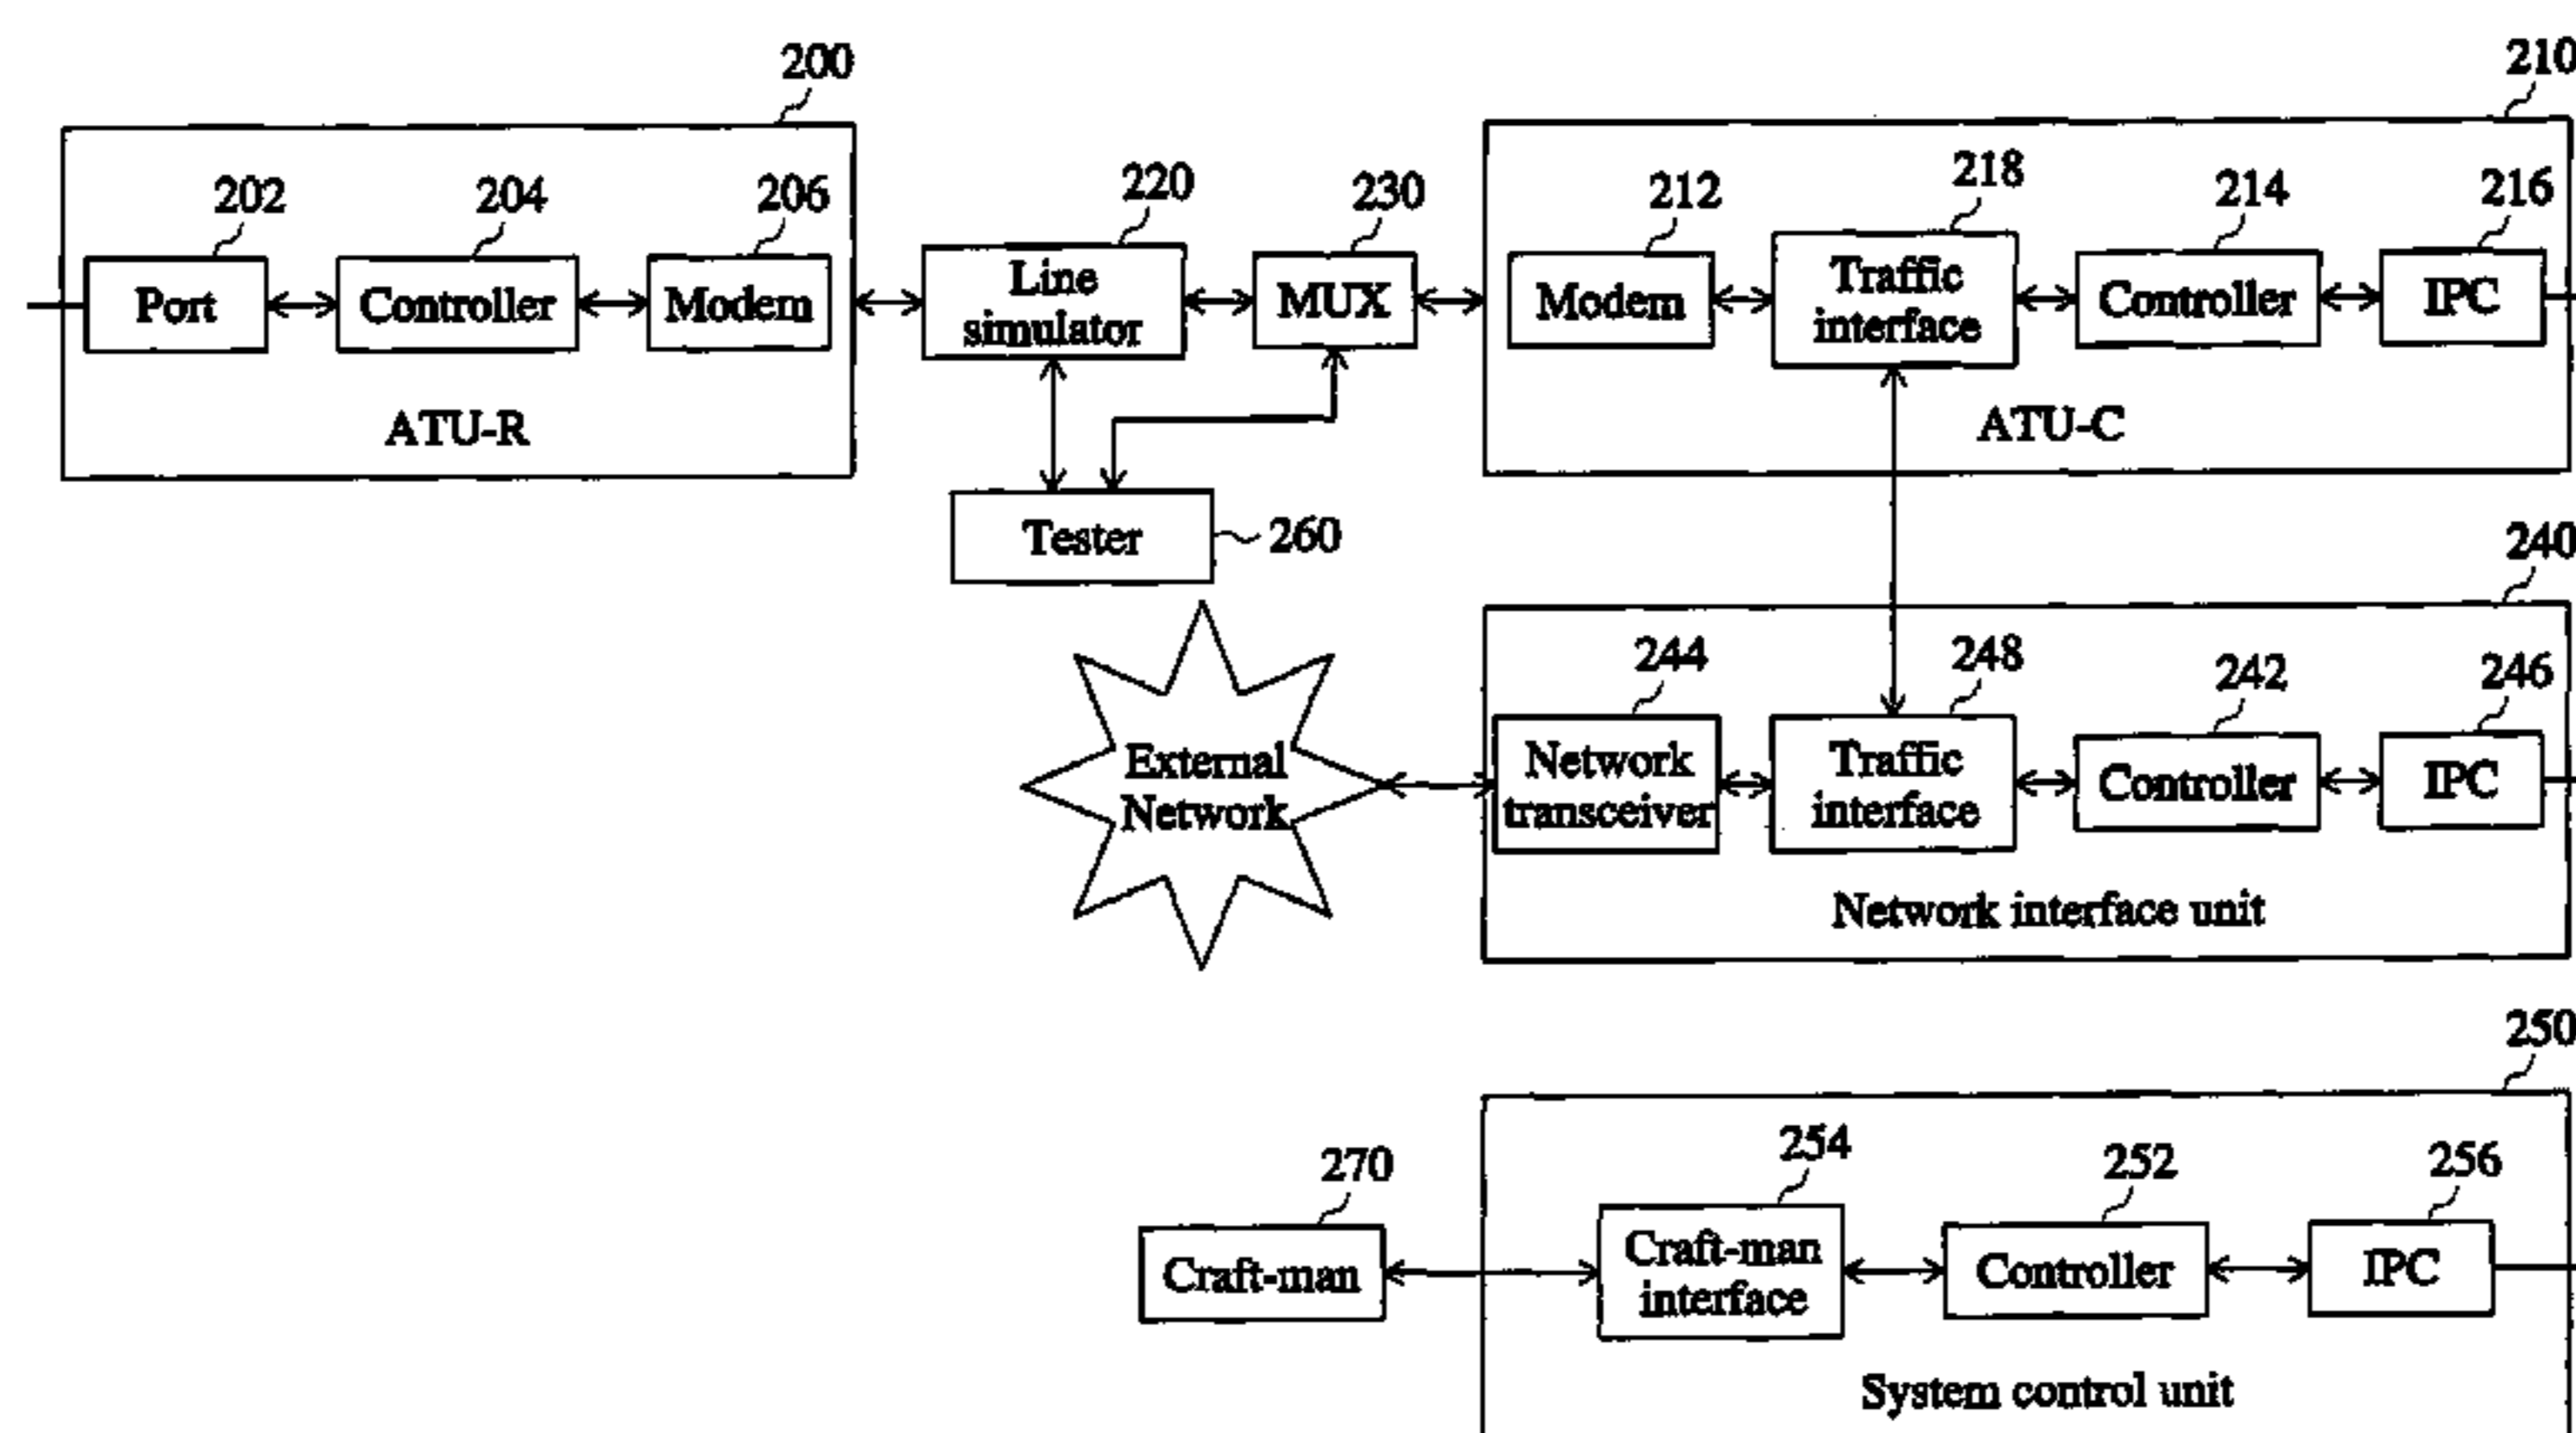 200
210
202
204
206
220
230
212
218
214
216
Port
Controller
Modem
Line
simulator
MUX
Modem
Traffic
interface
Controller
IPC
ATU-R
ATU-C
Tester
260
240
244
248
242
246
External
Network
Network
transceiver
Traffic
interface
Controller
IPC
Network interface unit
250
270
254
252
256
Craft-man
Craft-man
interface
Controller
IPC
System control unit